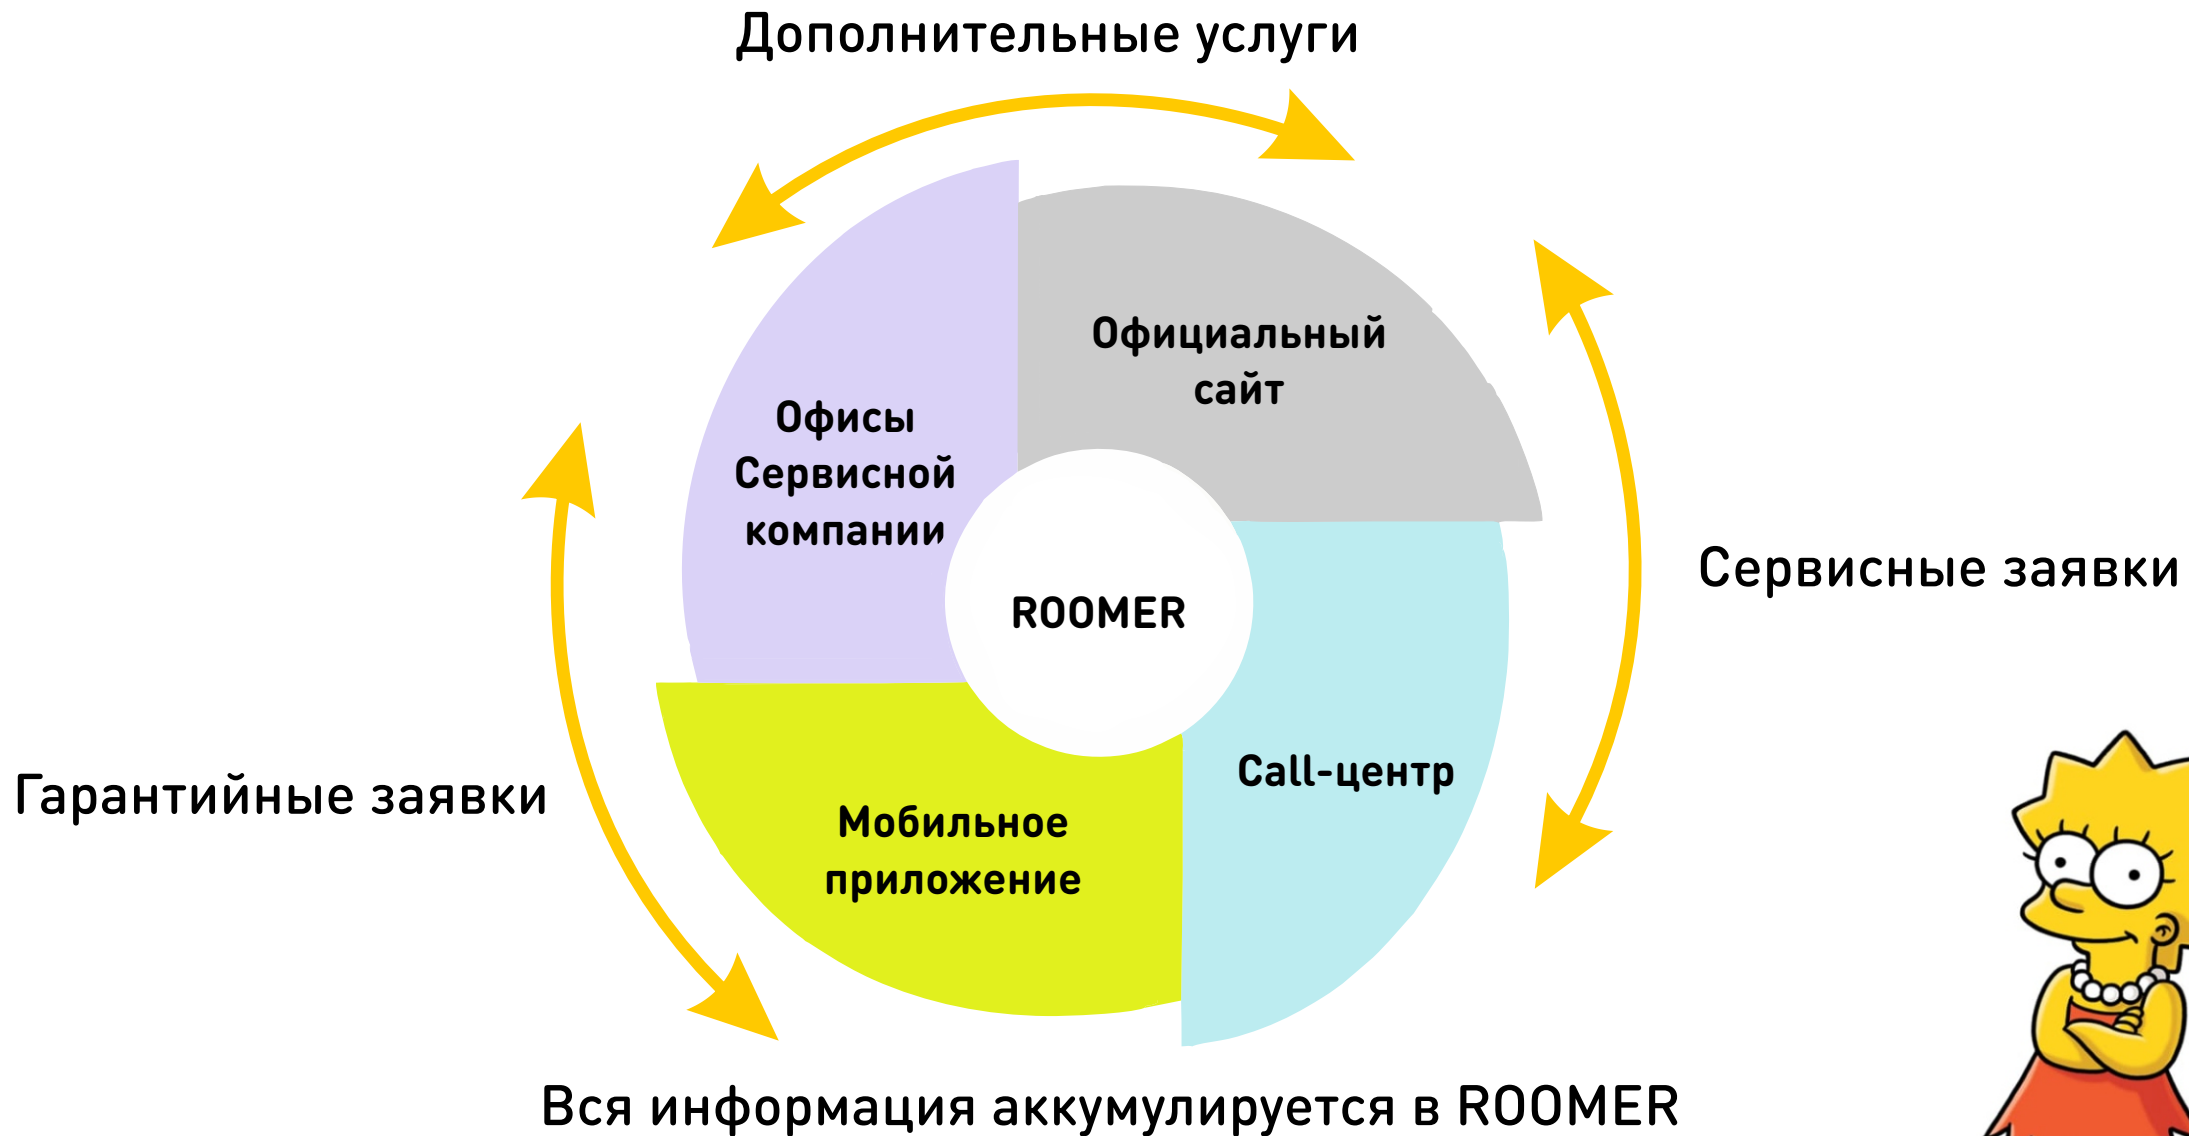 Дополнительные услуги
Официальный
сайт
Офисы
Сервисной
компании
Сервисные заявки
ROOMER
Call-центр
Гарантийные заявки
Мобильное
приложение
Вся информация аккумулируется в ROOMER